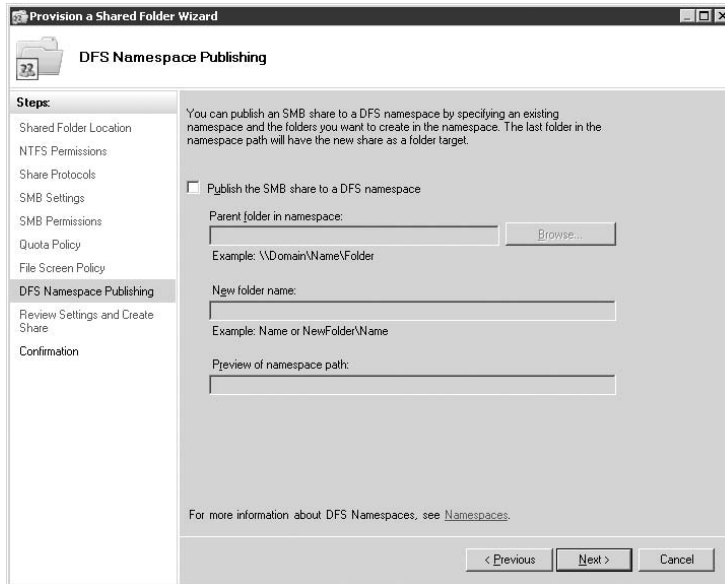 Provision a Shared Folder Wizard
DFS Namespace Publishing
Steps:
Shared Folder Location
NTFS Permissions
Share Protocols
SMB Settings
SMB Permissions
Quota Policy
File Screen Policy
DFS Namespace Publishing
Review Settings and Create
Share
Confirmation
You can publish an SMB share to a DFS namespace by specifying an existing
namespace and the folders you want to create in the namespace. The last folder in the
namespace path will have the new share as a folder target.
Publish the SMB share to a DFS namespace
Parent folder in namespace:
Browse...
Example: \\Domain\Name\Folder
New folder name:
Example: Name or NewFolder\Name
Preview of namespace path:
For more information about DFS Namespaces, see Namespaces.
< Previous
Next >
Cancel